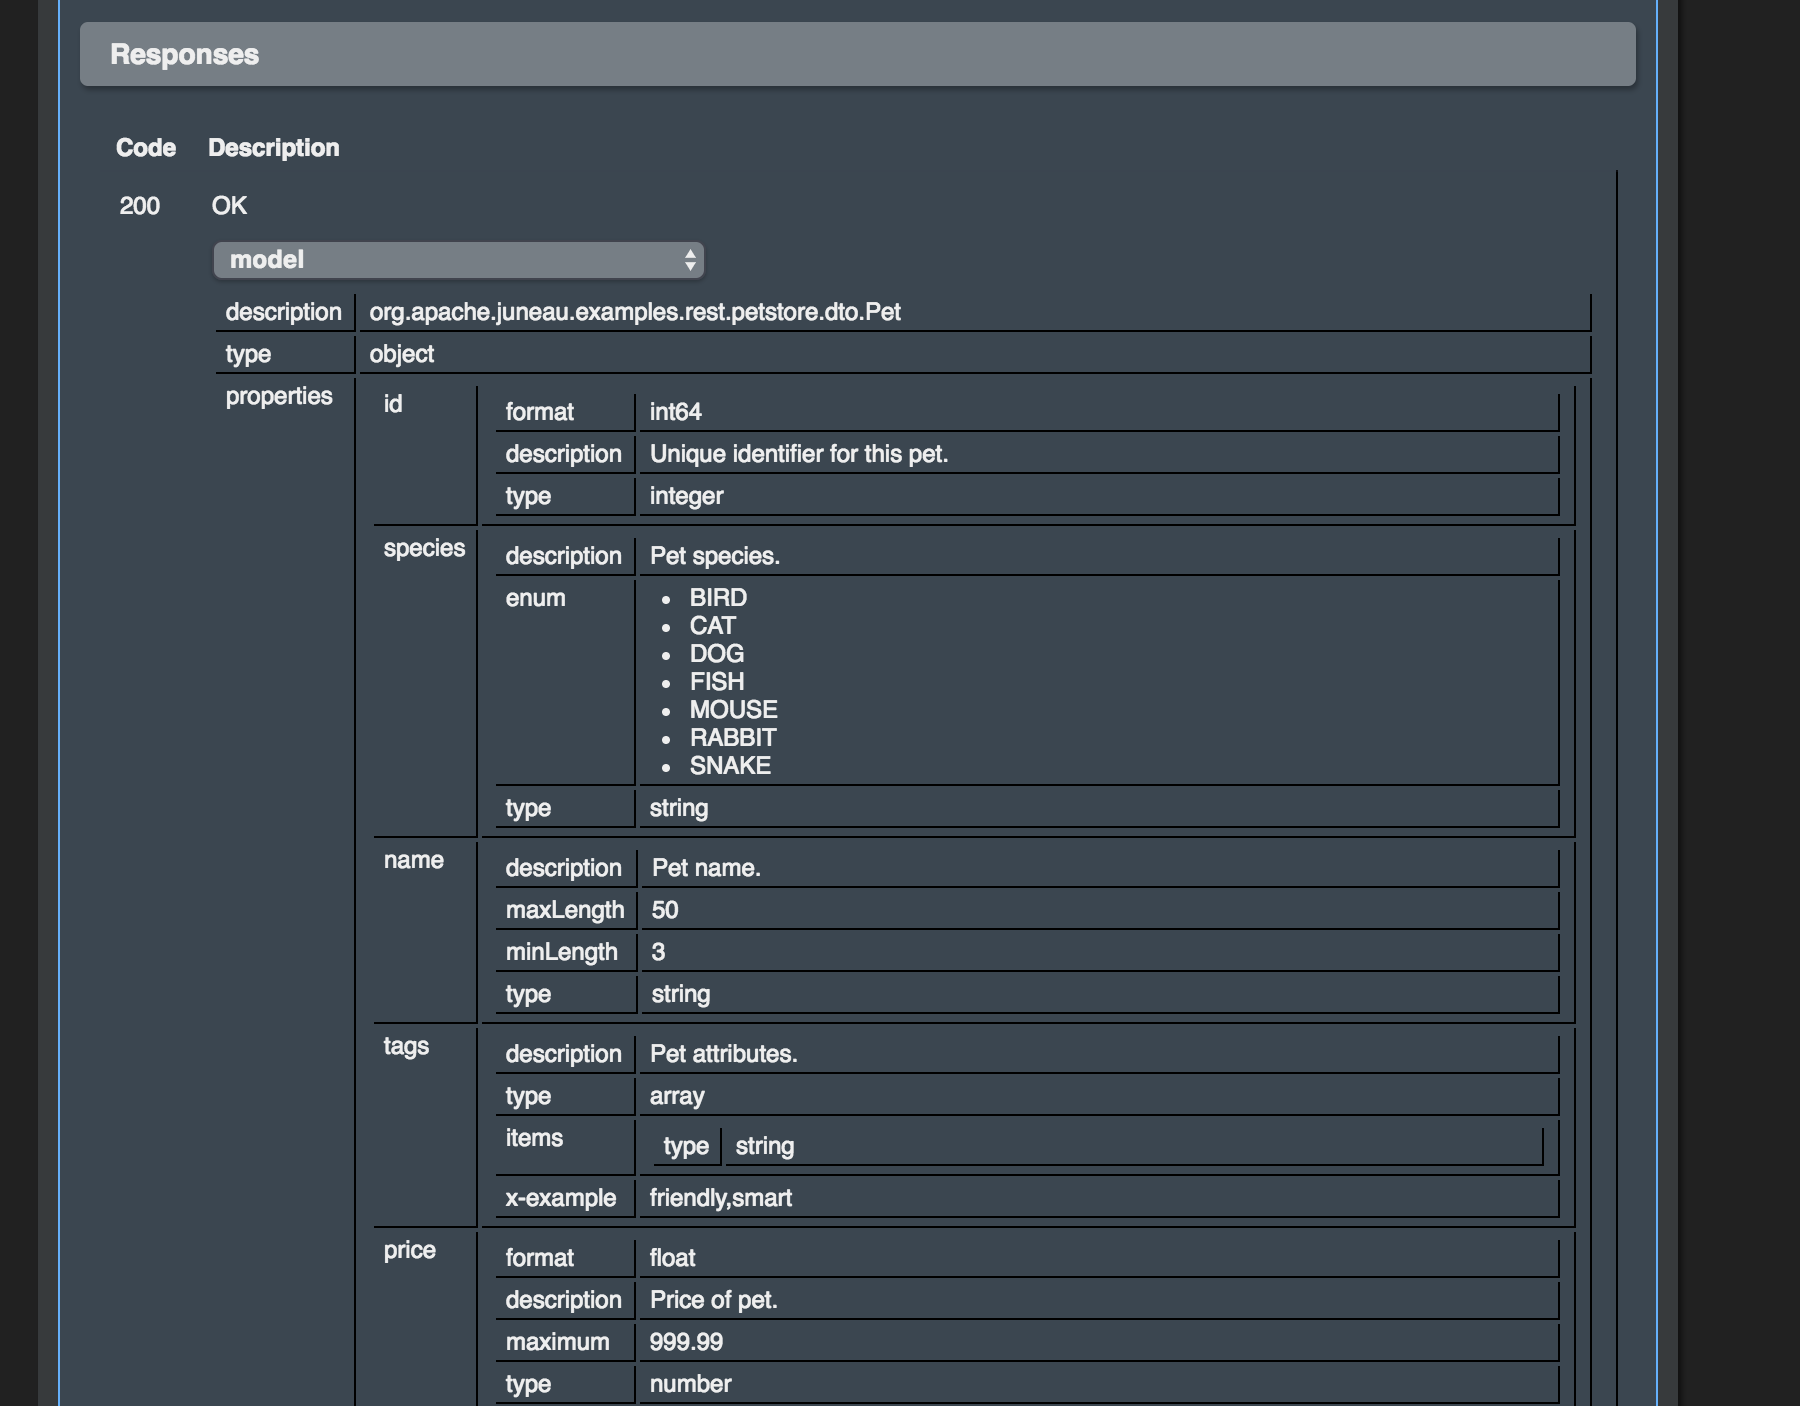 Responses
Code Description
200 OK
model
description org.apache.juneau.examples.rest.petstore.dto.Pet
type object
properties id format int64
description Unique identifier for this pet.
type integer
species description Pet species.
enum • BIRD
• CAT
• DOG
• FISH
• MOUSE
• RABBIT
• SNAKE
type string
name description Pet name.
maxLength 50
minLength 3
type string
tags description Pet attributes.
type array
items type string
x-example friendly,smart
price format float
description Price of pet.
maximum 999.99
type number